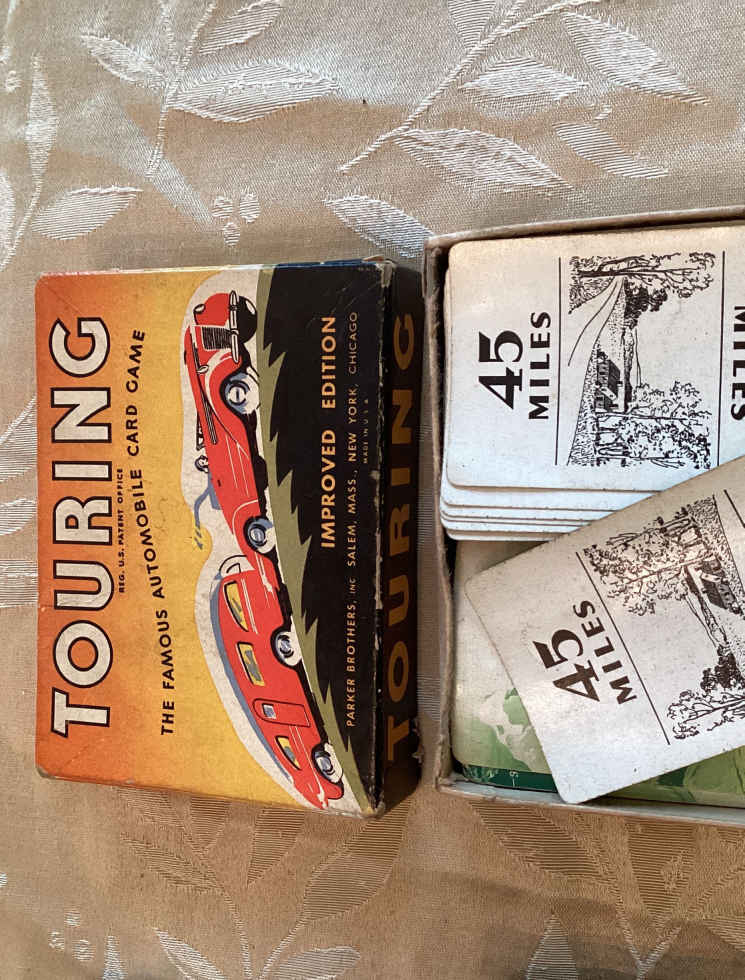 TOURING
REG. U.S. PATENT OFFICE
THE FAMOUS AUTOMOBILE CARD GAME
IMPROVED EDITION
PARKER BROTHERS, INC SALEM, MASS., NEW YORK, CHICAGO
MADE IN U.S.A.
TOURING
45
MILES
MILES
45
MILES